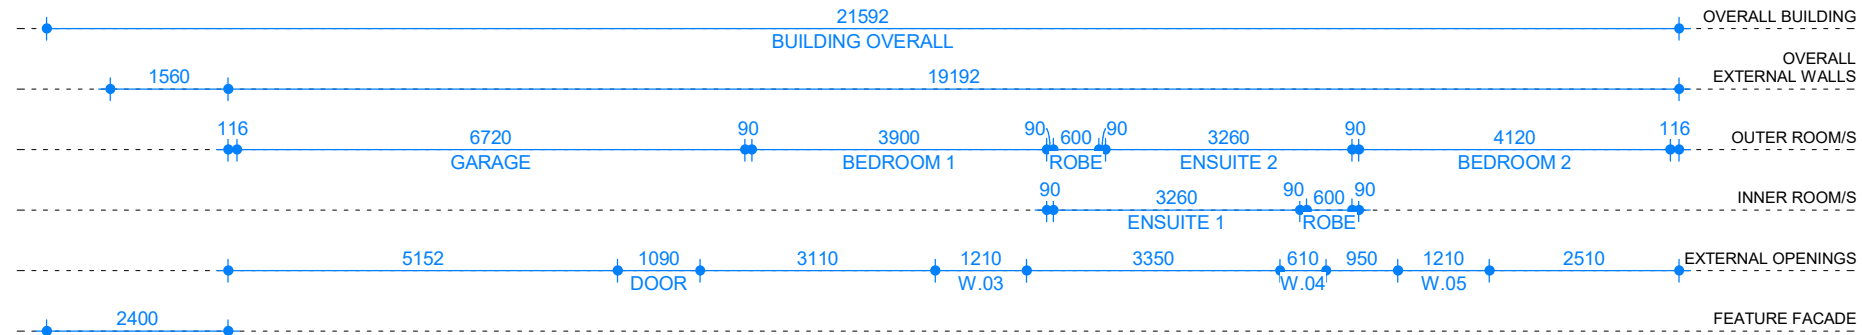 21592 OVERALL BUILDING
BUILDING OVERALL
OVERALL
1560 19192 EXTERNAL WALLS
116 6720 90 3900 90 600 90 3260 90 4120 116 OUTER ROOM/S
GARAGE BEDROOM 1 ROBE ENSUITE 2 BEDROOM 2
90 3260 90 600 90 INNER ROOM/S
ENSUITE 1 ROBE
5152 1090 3110 1210 3350 610 950 1210 2510 EXTERNAL OPENINGS
DOOR W.03 W.04 W.05
2400 FEATURE FACADE